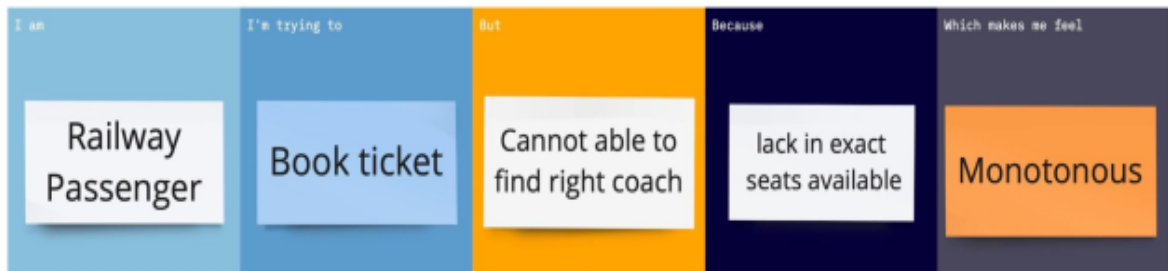 I am
I'm trying to
But
Because
Which makes me feel
Railway
Passenger
Book ticket
Cannot able to
find right coach
lack in exact
seats available
Monotonous